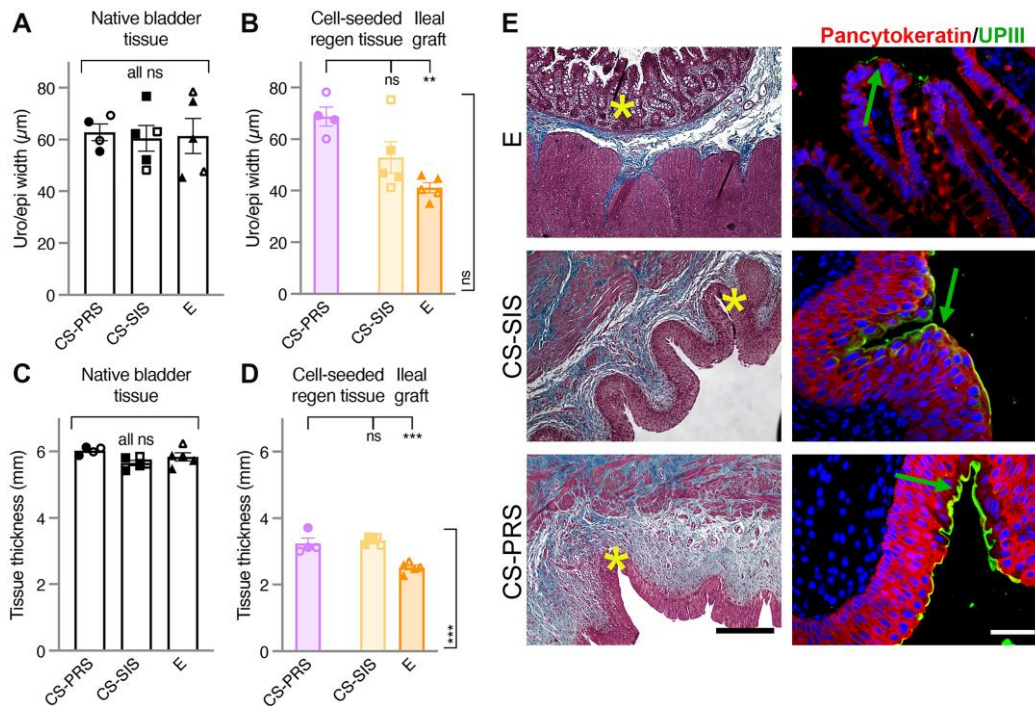 A
Native bladder
tissue
all ns
Uro/epi width (µm)
80
60
40
20
0
CS-PRS
CS-SIS
E
B
Cell-seeded
regen tissue
Ileal
graft
ns
**
Uro/epi width (µm)
80
60
40
20
0
ns
CS-PRS
CS-SIS
E
C
Native bladder
tissue
all ns
Tissue thickness (mm)
6
4
2
0
CS-PRS
CS-SIS
E
D
Cell-seeded
regen tissue
Ileal
graft
ns
***
Tissue thickness (mm)
6
4
2
0
***
CS-PRS
CS-SIS
E
E
Pancytokeratin/UPIII
E
*
CS-SIS
*
CS-PRS
*